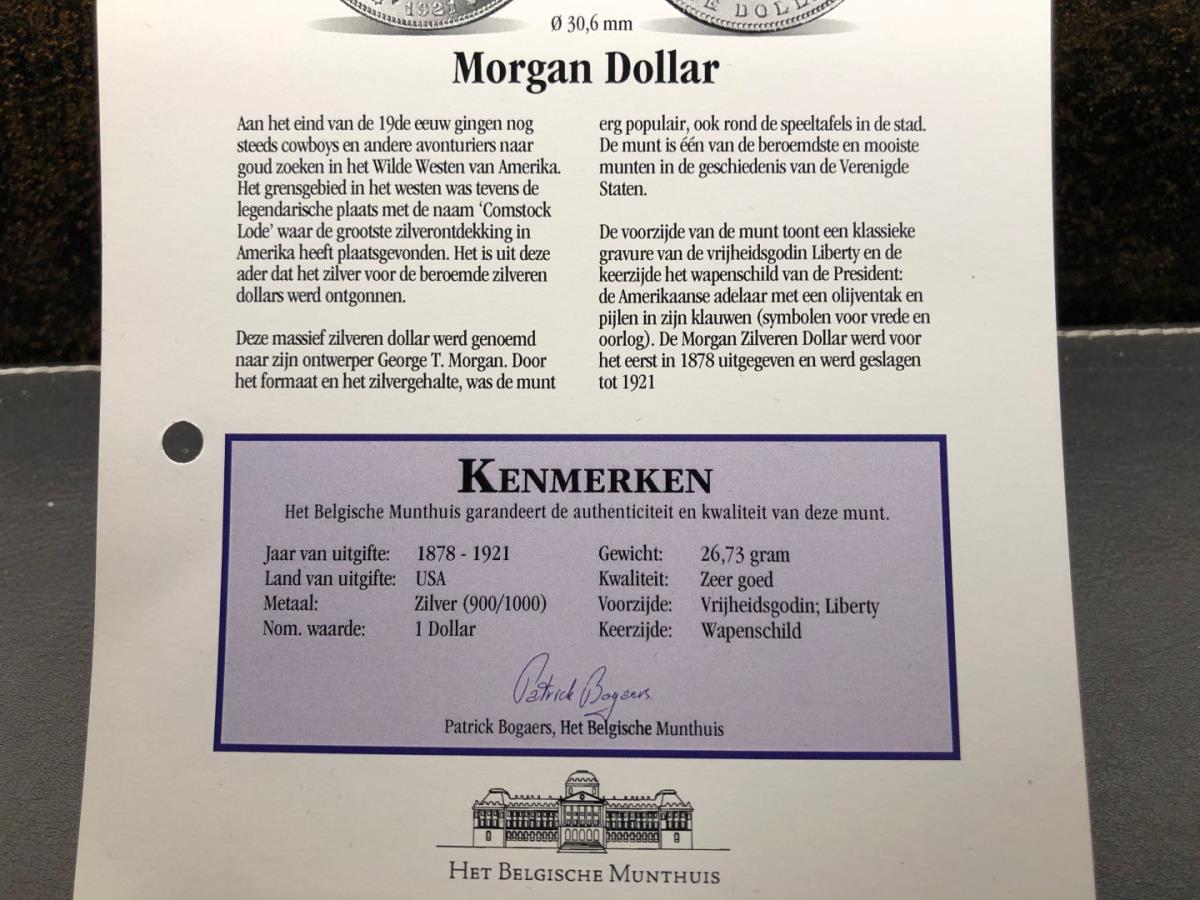 1921
E DOLL
Ø 30,6 mm
Morgan Dollar
Aan het eind van de 19de eeuw gingen nog
steeds cowboys en andere avonturiers naar
goud zoeken in het Wilde Westen van Amerika.
Het grensgebied in het westen was tevens de
legendarische plaats met de naam ‘Comstock
Lode’ waar de grootste zilverontdekking in
Amerika heeft plaatsgevonden. Het is uit deze
ader dat het zilver voor de beroemde zilveren
dollars werd ontgonnen.
Deze massief zilveren dollar werd genoemd
naar zijn ontwerper George T. Morgan. Door
het formaat en het zilvergehalte, was de munt
erg populair, ook rond de speeltafels in de stad.
De munt is één van de beroemdste en mooiste
munten in de geschiedenis van de Verenigde
Staten.
De voorzijde van de munt toont een klassieke
gravure van de vrijheidsgodin Liberty en de
keerzijde het wapenschild van de President:
de Amerikaanse adelaar met een olijventak en
pijlen in zijn klauwen (symbolen voor vrede en
oorlog). De Morgan Zilveren Dollar werd voor
het eerst in 1878 uitgegeven en werd geslagen
tot 1921
KENMERKEN
Het Belgische Munthuis garandeert de authenticiteit en kwaliteit van deze munt.
Jaar van uitgifte: 1878 - 1921
Land van uitgifte: USA
Metaal: Zilver (900/1000)
Nom. waarde: 1 Dollar
Gewicht: 26,73 gram
Kwaliteit: Zeer goed
Voorzijde: Vrijheidsgodin; Liberty
Keerzijde: Wapenschild
Patrick Bogaers
Patrick Bogaers, Het Belgische Munthuis
HET BELGISCHE MUNTHUIS